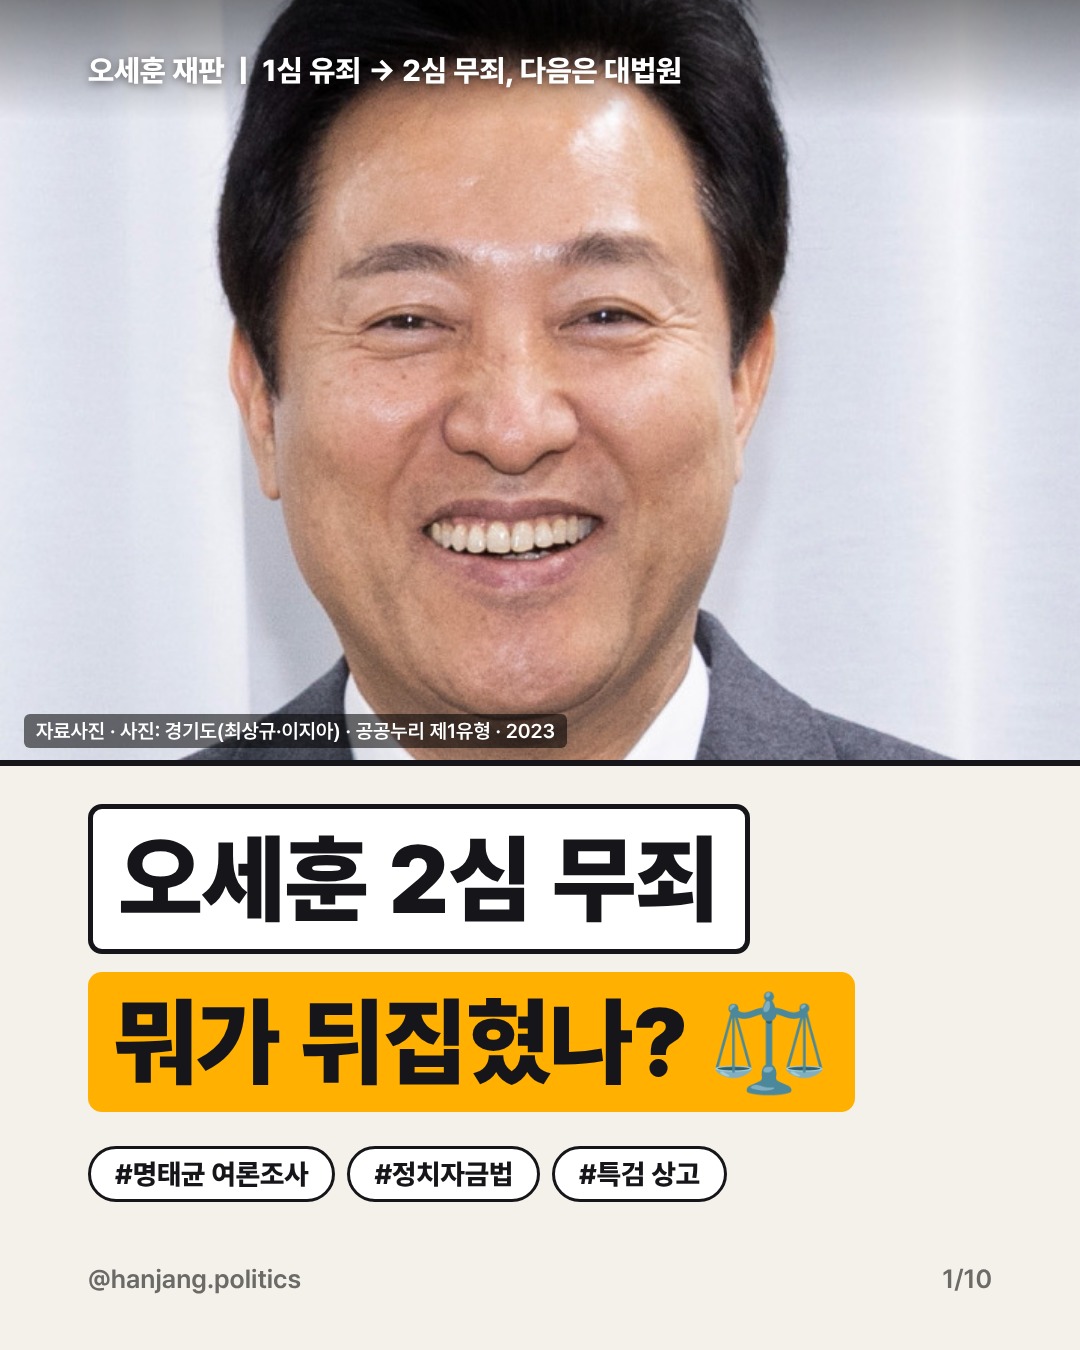 오세훈 재판 | 1심 유죄 → 2심 무죄, 다음은 대법원
자료사진 · 사진: 경기도(최상규·이지아) · 공공누리 제1유형 · 2023
오세훈 2심 무죄
뭐가 뒤집혔나? ⚖️
#명태균 여론조사 #정치자금법 #특검 상고
@hanjang.politics 1/10